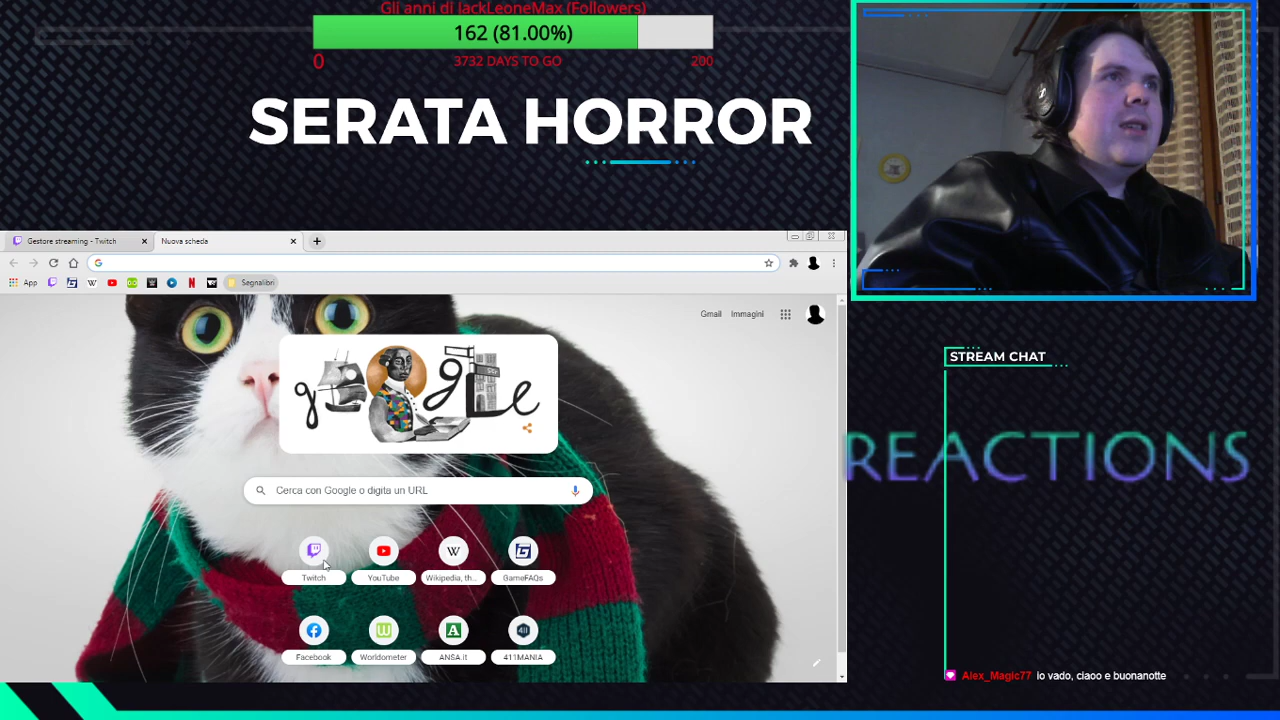 Gli anni di JackLeoneMax (Followers)
162 (81.00%)
0
3732 DAYS TO GO
200
SERATA HORROR
Gestore streaming - Twitch
Nuova scheda
App
Segnalibri
Gmail
Immagini
Cerca con Google o digita un URL
Twitch
YouTube
Wikipedia, th...
GameFAQs
Facebook
Worldometer
ANSA.it
411MANIA
STREAM CHAT
REACTIONS
Alex_Magic77 io vado, ciaoo e buonanotte